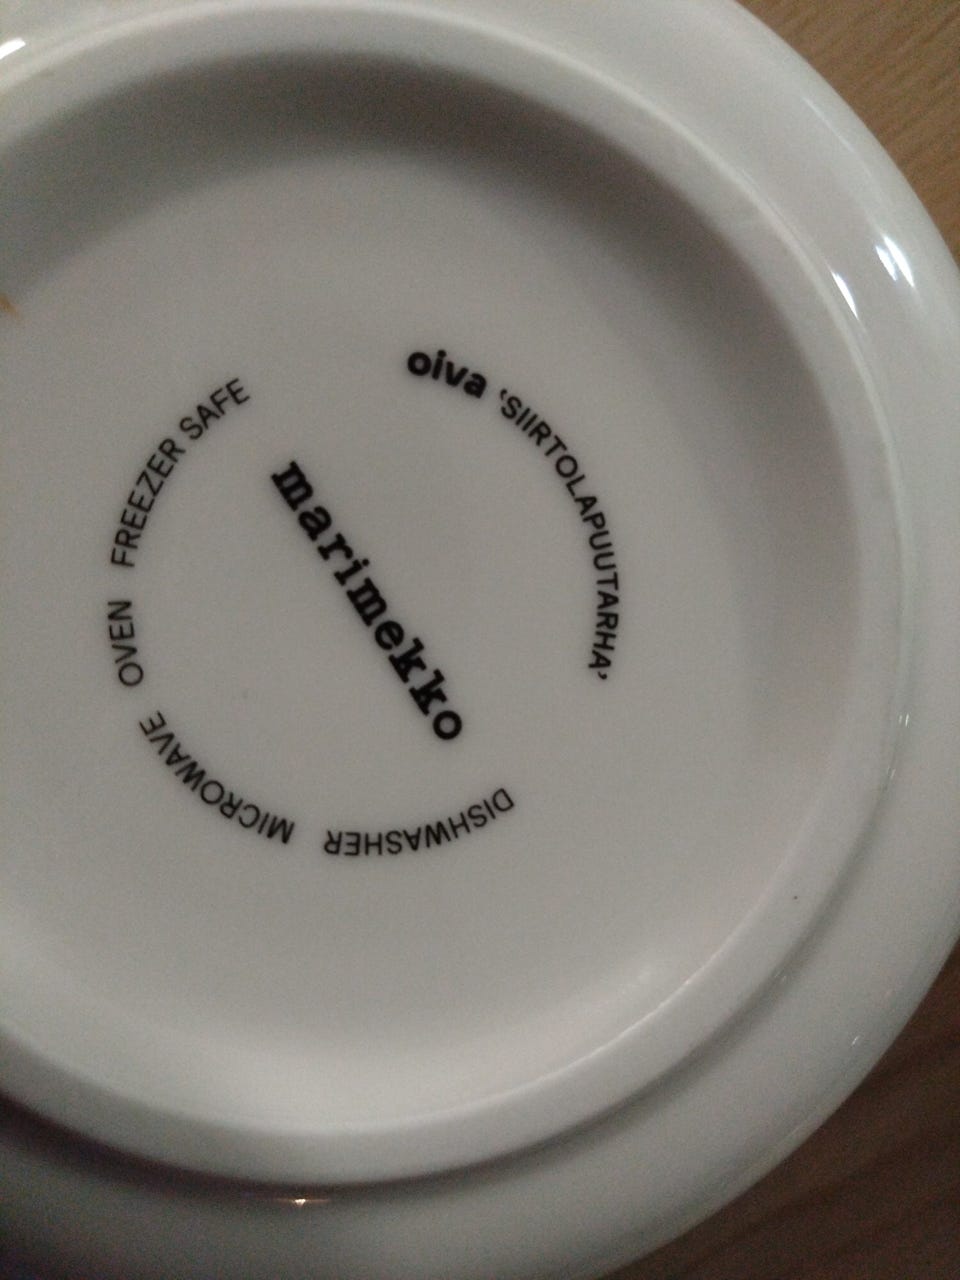 oiva 'SIIRTOLAPUUTARHA'
marimekko
DISHWASHER MICROWAVE OVEN FREEZER SAFE